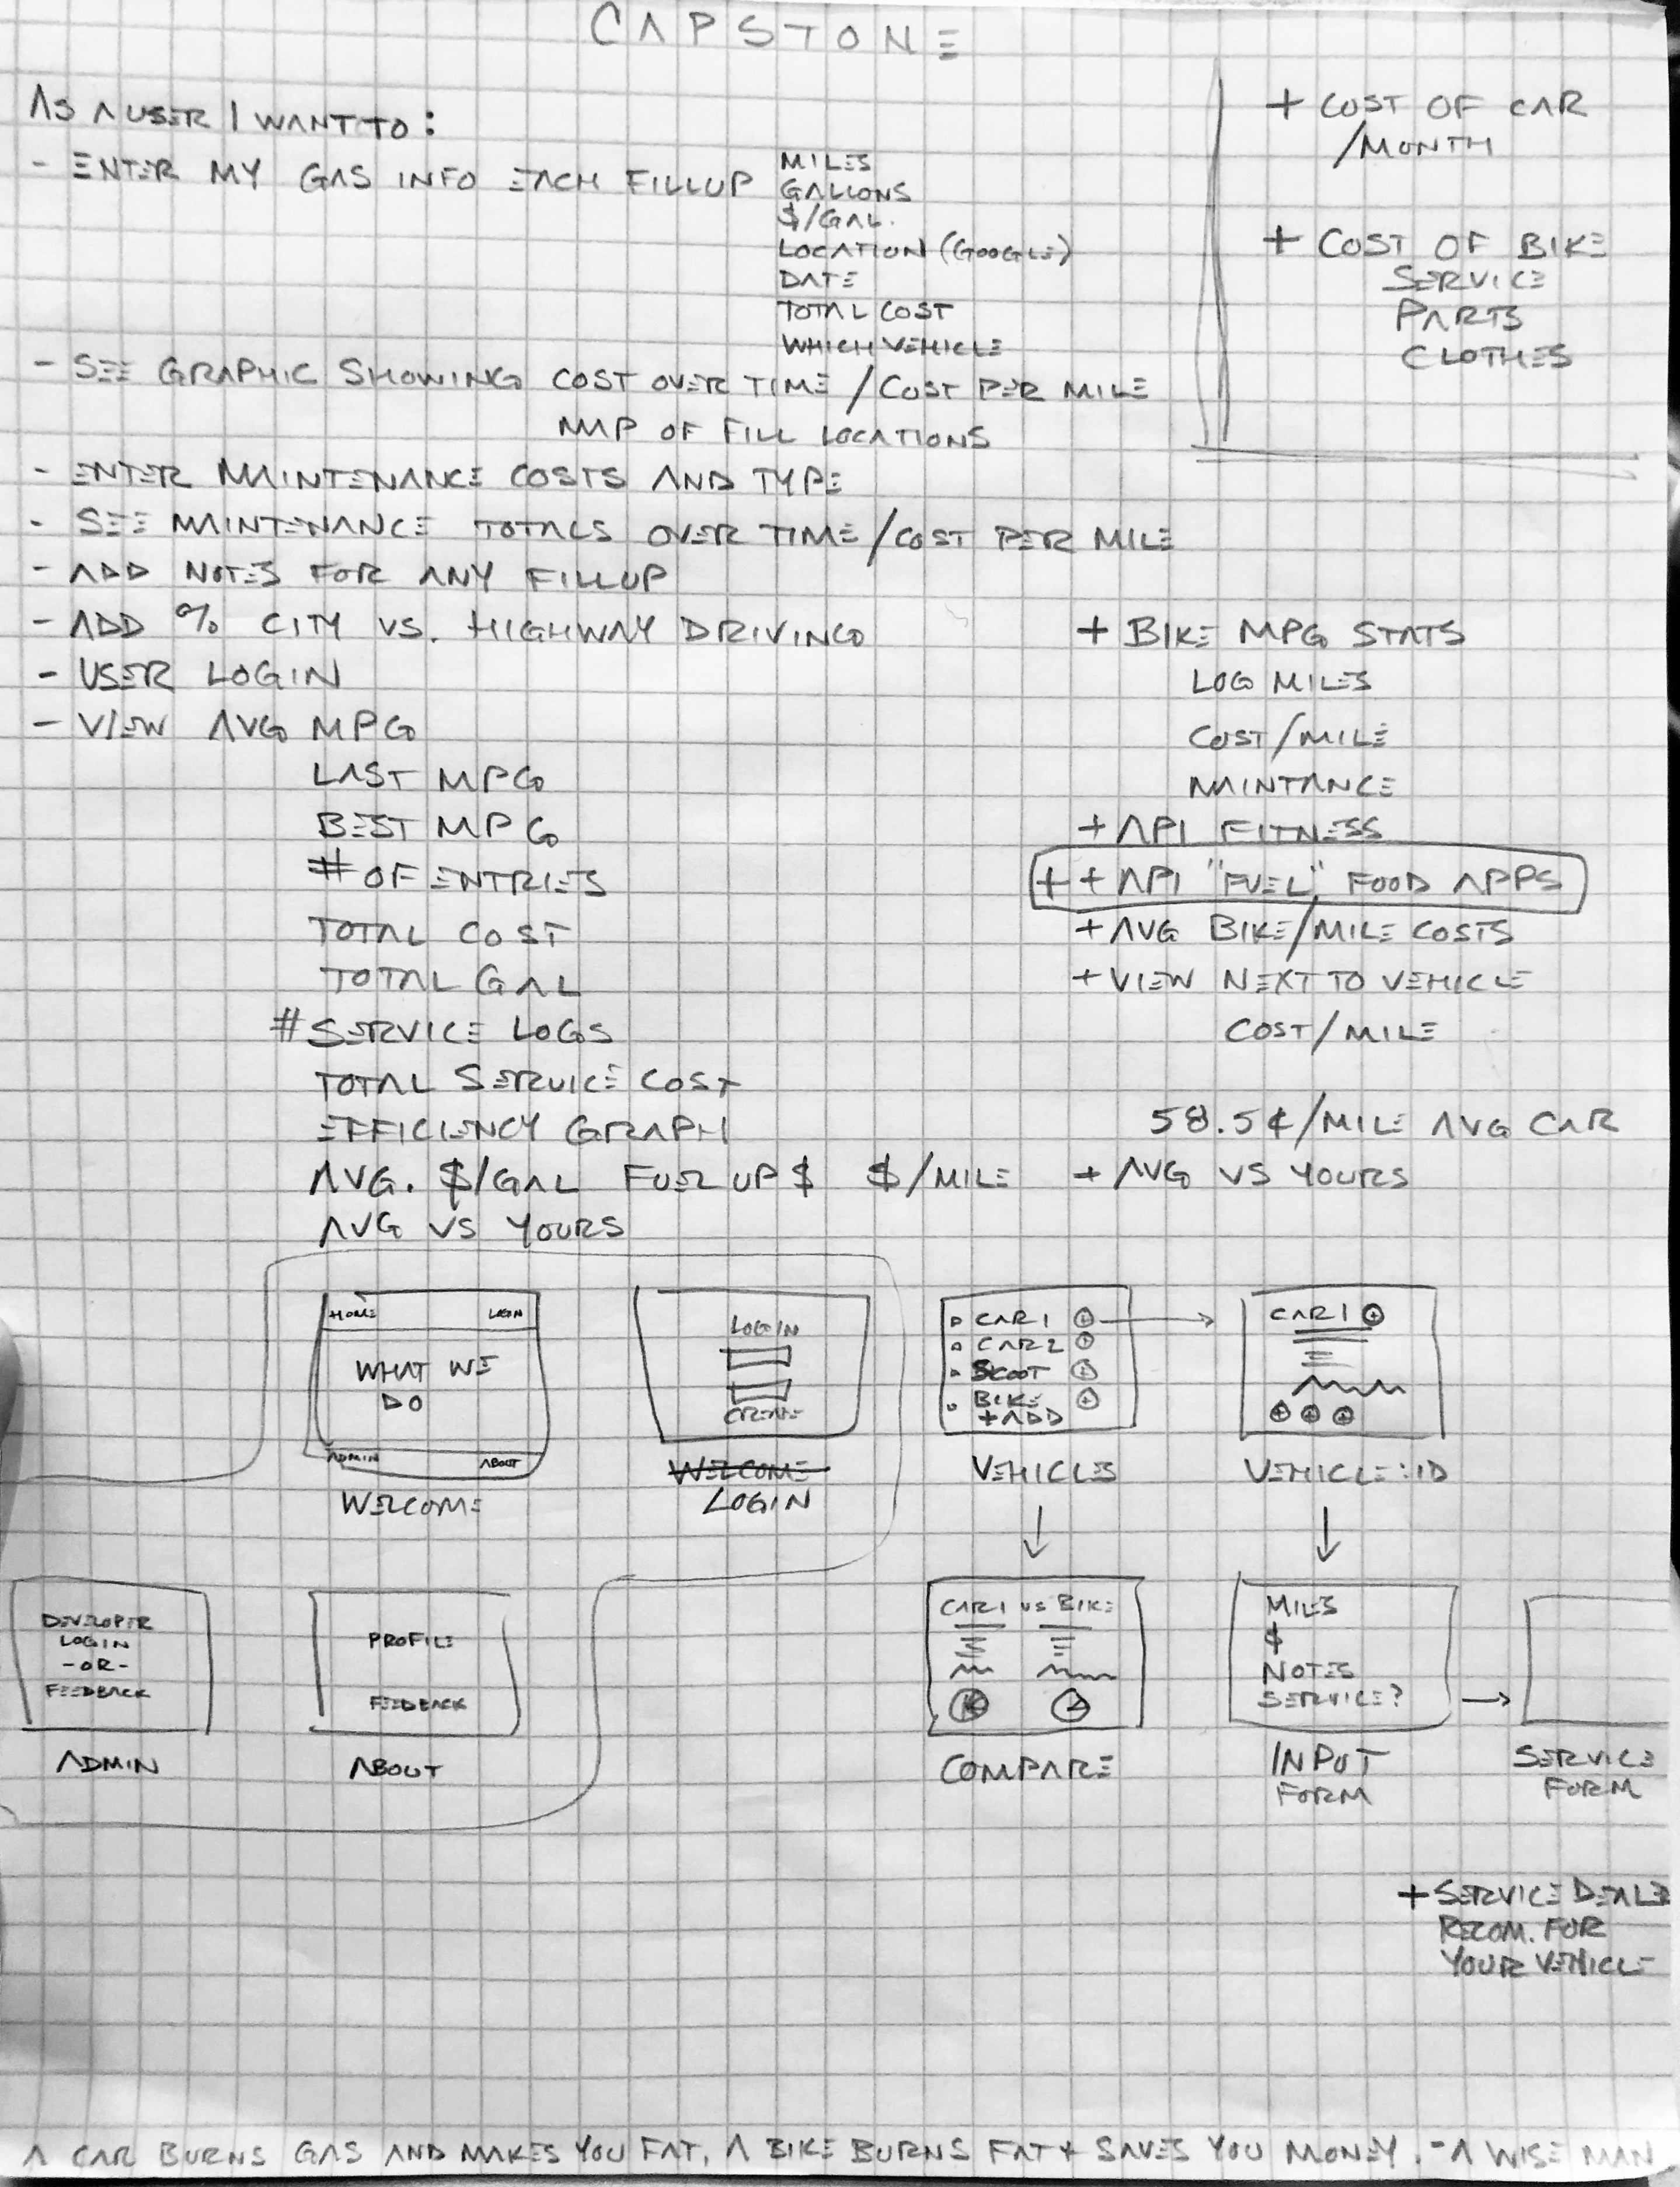 CAPSTONE
AS A USER I WANT TO:
- ENTER MY GAS INFO EACH FILLUP
MILES
GALLONS
$/GAL.
LOCATION (GOOGLE)
DATE
TOTAL COST
WHICH VEHICLE
- SEE GRAPHIC SHOWING COST OVER TIME / COST PER MILE
MAP OF FILL LOCATIONS
- ENTER MAINTENANCE COSTS AND TYPE
- SEE MAINTENANCE TOTALS OVER TIME / COST PER MILE
- ADD NOTES FOR ANY FILLUP
- ADD % CITY VS. HIGHWAY DRIVING
- USER LOGIN
- VIEW AVG MPG
LAST MPG
BEST MPG
# OF ENTRIES
TOTAL COST
TOTAL GAL
# SERVICE LOGS
TOTAL SERVICE COST
EFFICIENCY GRAPH
AVG. $/GAL FUEL UP $ $/MILE
AVG VS YOURS
+ COST OF CAR
/MONTH
+ COST OF BIKE
SERVICE
PARTS
CLOTHES
+ BIKE MPG STATS
LOG MILES
COST/MILE
MAINTANCE
+ API FITNESS
+ + API "FUEL" FOOD APPS
+ AVG BIKE/MILE COSTS
+ VIEW NEXT TO VEHICLE
COST/MILE
58.5¢/MILE AVG CAR
+ AVG VS YOURS
HOME LOGIN
WHAT WE
DO
ADMIN ABOUT
WELCOME
LOGIN
CREATE
WELCOME
LOGIN
CAR 1 +
CAR 2 +
SCOOT +
BIKE +
+ ADD
VEHICLES
CAR 1 +
+ + +
VEHICLE:ID
DEVELOPER
LOGIN
-OR-
FEEDBACK
ADMIN
PROFILE
FEEDBACK
ABOUT
CAR 1 VS BIKE
COMPARE
MILES
$
NOTES
SERVICE?
INPUT
FORM
SERVICE
FORM
+ SERVICE DEALER
RECOM. FOR
YOUR VEHICLE
A CAR BURNS GAS AND MAKES YOU FAT, A BIKE BURNS FAT + SAVES YOU MONEY. - A WISE MAN